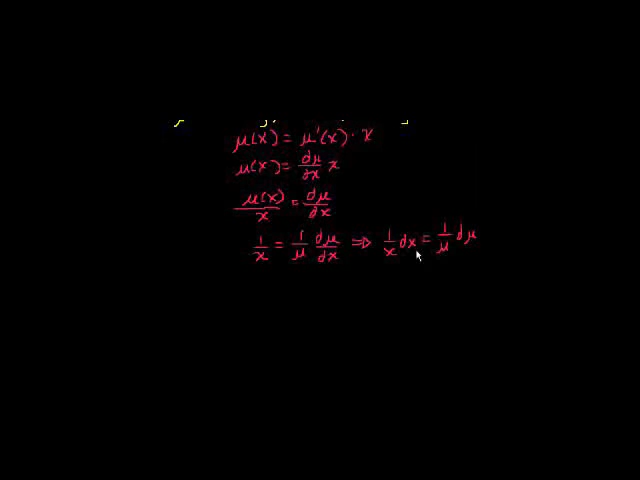 μ(x) = μ'(x) · x
μ(x) = dμ/dx x
μ(x)/x = dμ/dx
1/x = 1/μ dμ/dx ⇒ 1/x dx = 1/μ dμ